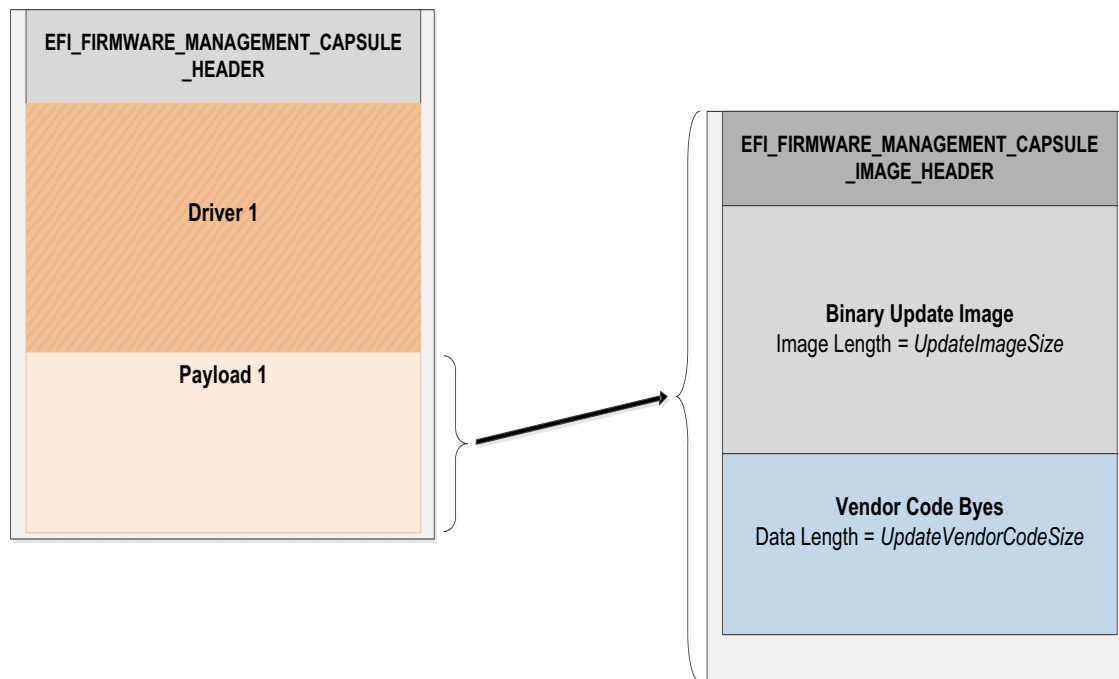 EFI_FIRMWARE_MANAGEMENT_CAPSULE
_HEADER
Driver 1
Payload 1
EFI_FIRMWARE_MANAGEMENT_CAPSULE
_IMAGE_HEADER
Binary Update Image
Image Length = UpdateImageSize
Vendor Code Byes
Data Length = UpdateVendorCodeSize